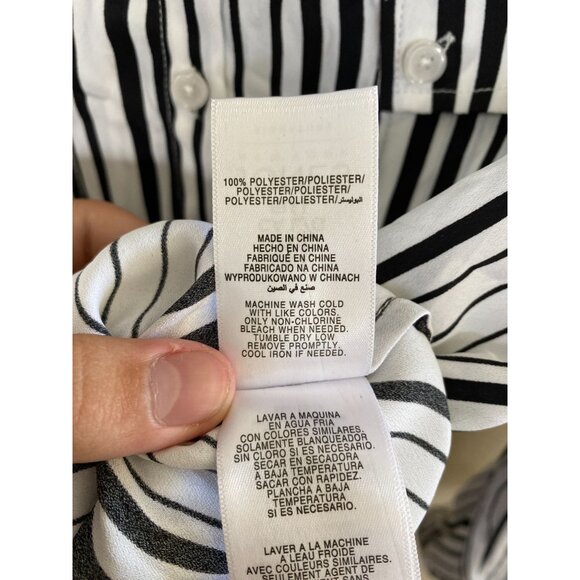 100% POLYESTER/POLIESTER/
POLYESTER/POLIESTER/
POLYESTER/POLIESTER/البوليستر
MADE IN CHINA
HECHO EN CHINA
FABRIQUÉ EN CHINE
FABRICADO NA CHINA
WYPRODUKOWANO W CHINACH
صنع في الصين
MACHINE WASH COLD
WITH LIKE COLORS.
ONLY NON-CHLORINE
BLEACH WHEN NEEDED.
TUMBLE DRY LOW
REMOVE PROMPTLY.
COOL IRON IF NEEDED.
LAVAR A MAQUINA
EN AGUA FRIA
CON COLORES SIMILARES.
SOLAMENTE BLANQUEADOR
SIN CLORO SI ES NECESARIO.
SECAR EN SECADORA
A BAJA TEMPERATURA
SACAR CON RAPIDEZ.
PLANCHA A BAJA
TEMPERATURA
SI ES NECESARIO.
LAVER A LA MACHINE
A LEAU FROIDE
AVEC COULEURS SIMILAIRES.
SEULEMENT AGENT DE